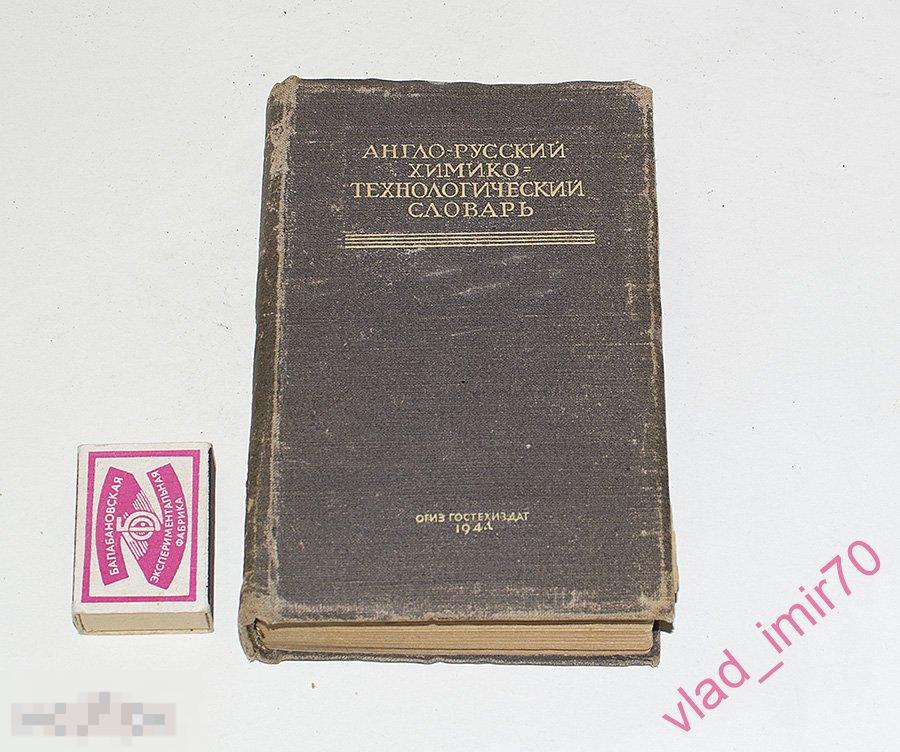 АНГЛО-РУССКИЙ
ХИМИКО=
ТЕХНОЛОГИЧЕСКИЙ
СЛОВАРЬ
ОГИЗ ГОСТЕХИЗДАТ
1944
БАЛАБАНОВСКАЯ
ЭКСПЕРИМЕНТАЛЬНАЯ
ФАБРИКА
vlad_imir70